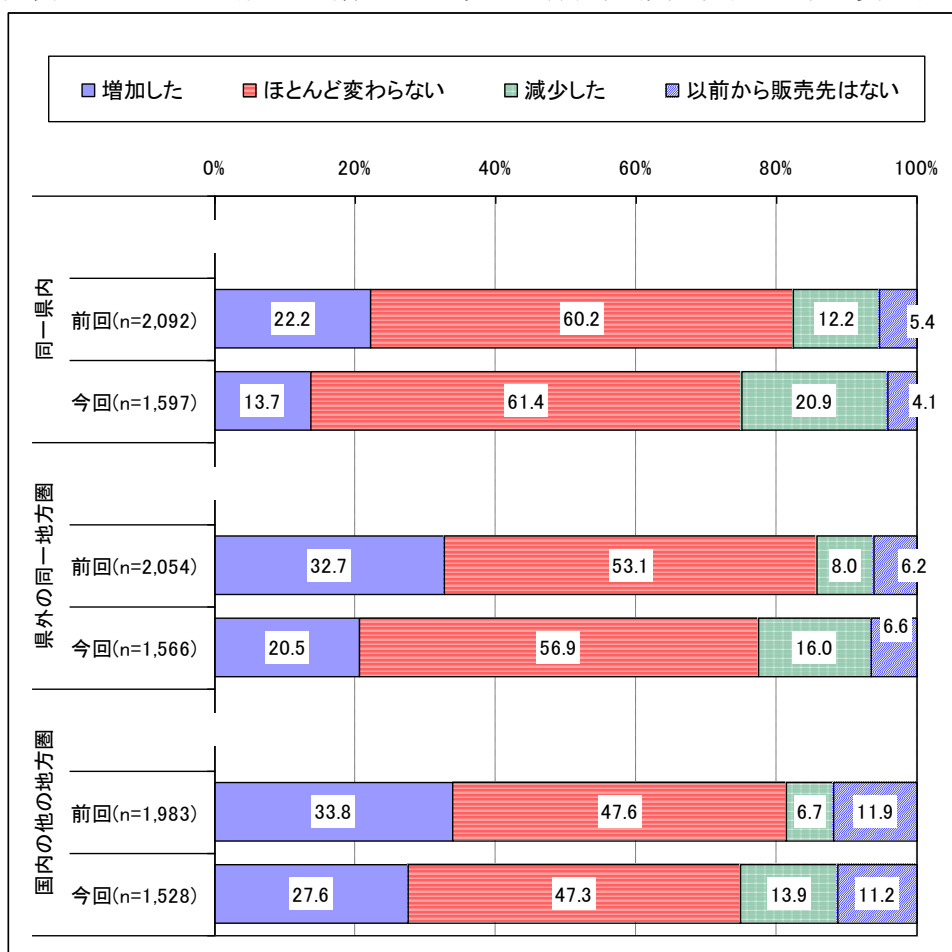 増加した ほとんど変わらない 減少した 以前から販売先はない
0% 20% 40% 60% 80% 100%
同一県内
前回(n=2,092) 22.2 60.2 12.2 5.4
今回(n=1,597) 13.7 61.4 20.9 4.1
県外の同一地方圏
前回(n=2,054) 32.7 53.1 8.0 6.2
今回(n=1,566) 20.5 56.9 16.0 6.6
国内の他の地方圏
前回(n=1,983) 33.8 47.6 6.7 11.9
今回(n=1,528) 27.6 47.3 13.9 11.2